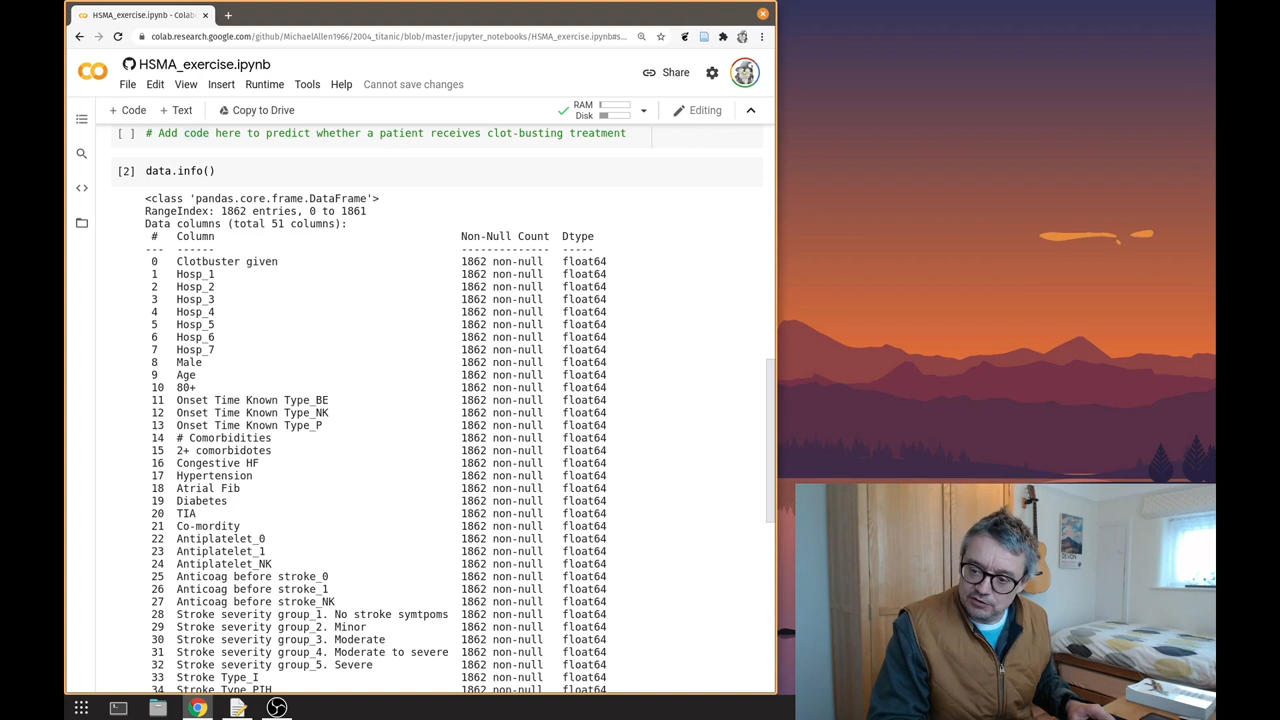 HSMA_exercise.ipynb - Colab
colab.research.google.com/github/MichaelAllen1966/2004_titanic/blob/master/jupyter_notebooks/HSMA_exercise.ipynb#s...
HSMA_exercise.ipynb
Share
File Edit View Insert Runtime Tools Help Cannot save changes
+ Code + Text Copy to Drive
RAM
Disk
Editing
[ ] # Add code here to predict whether a patient receives clot-busting treatment
[2] data.info()
<class 'pandas.core.frame.DataFrame'>
RangeIndex: 1862 entries, 0 to 1861
Data columns (total 51 columns):
# Column Non-Null Count Dtype
--- ------ -------------- -----
0 Clotbuster given 1862 non-null float64
1 Hosp_1 1862 non-null float64
2 Hosp_2 1862 non-null float64
3 Hosp_3 1862 non-null float64
4 Hosp_4 1862 non-null float64
5 Hosp_5 1862 non-null float64
6 Hosp_6 1862 non-null float64
7 Hosp_7 1862 non-null float64
8 Male 1862 non-null float64
9 Age 1862 non-null float64
10 80+ 1862 non-null float64
11 Onset Time Known Type_BE 1862 non-null float64
12 Onset Time Known Type_NK 1862 non-null float64
13 Onset Time Known Type_P 1862 non-null float64
14 # Comorbidities 1862 non-null float64
15 2+ comorbidotes 1862 non-null float64
16 Congestive HF 1862 non-null float64
17 Hypertension 1862 non-null float64
18 Atrial Fib 1862 non-null float64
19 Diabetes 1862 non-null float64
20 TIA 1862 non-null float64
21 Co-mordity 1862 non-null float64
22 Antiplatelet_0 1862 non-null float64
23 Antiplatelet_1 1862 non-null float64
24 Antiplatelet_NK 1862 non-null float64
25 Anticoag before stroke_0 1862 non-null float64
26 Anticoag before stroke_1 1862 non-null float64
27 Anticoag before stroke_NK 1862 non-null float64
28 Stroke severity group_1. No stroke symtpoms 1862 non-null float64
29 Stroke severity group_2. Minor 1862 non-null float64
30 Stroke severity group_3. Moderate 1862 non-null float64
31 Stroke severity group_4. Moderate to severe 1862 non-null float64
32 Stroke severity group_5. Severe 1862 non-null float64
33 Stroke Type_I 1862 non-null float64
34 Stroke Type_PIH 1862 non-null float64